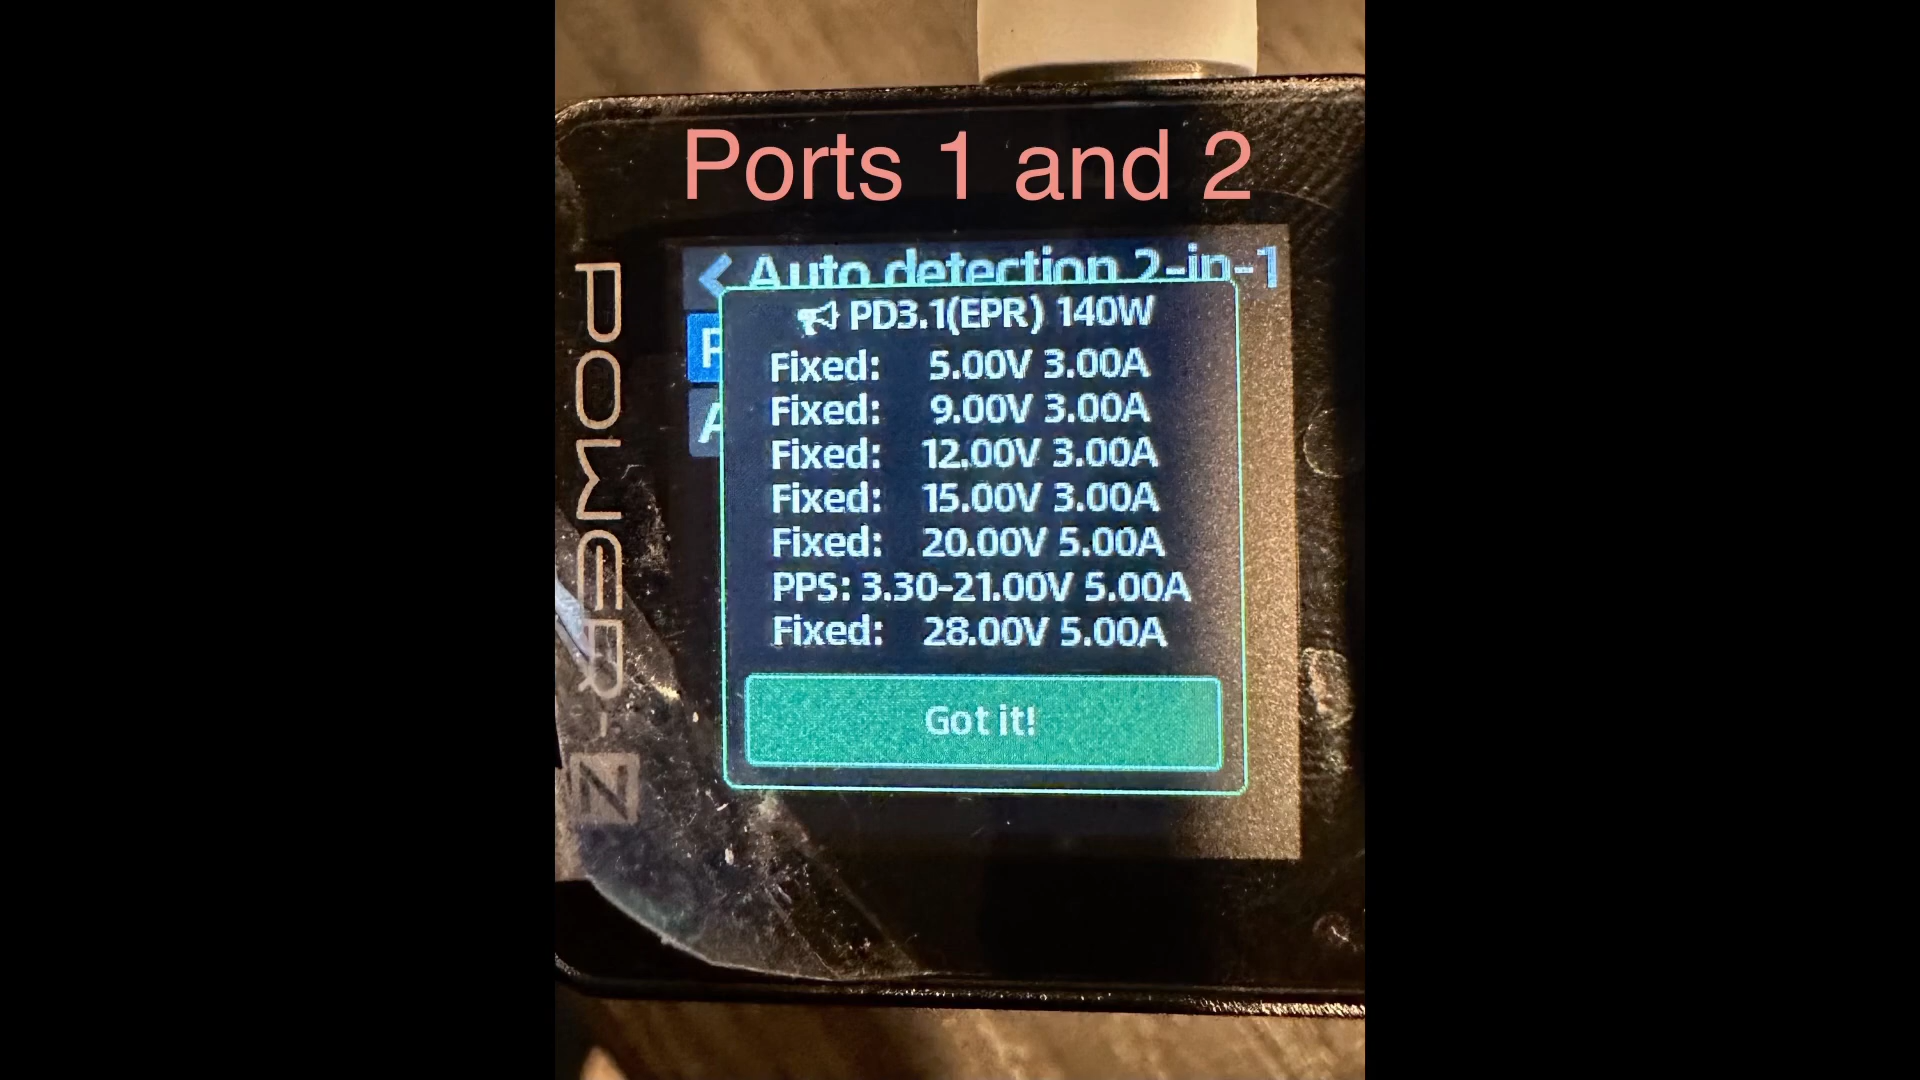 Ports 1 and 2
POWER-Z
Auto detection 2-in-1
PD3.1(EPR) 140W
Fixed: 5.00V 3.00A
Fixed: 9.00V 3.00A
Fixed: 12.00V 3.00A
Fixed: 15.00V 3.00A
Fixed: 20.00V 5.00A
PPS: 3.30-21.00V 5.00A
Fixed: 28.00V 5.00A
Got it!